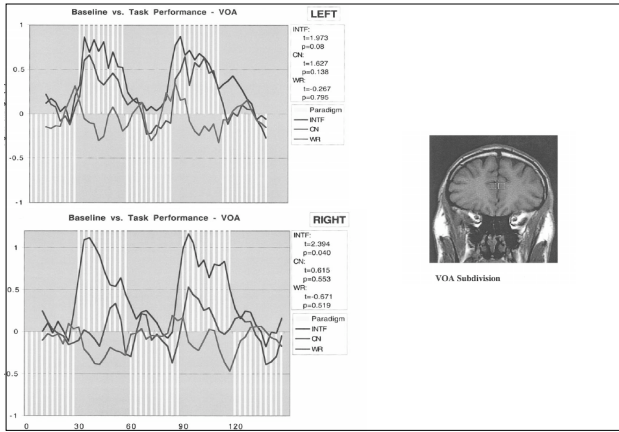 Baseline vs. Task Performance - VOA
LEFT
INTF:
t=1.973
p=0.08
CN:
t=1.627
p=0.138
WR:
t=-0.267
p=0.795
Paradigm
INTF
CN
WR
1
0.5
0
-0.5
-1
Baseline vs. Task Performance - VOA
RIGHT
INTF:
t=2.394
p=0.040
CN:
t=0.615
p=0.553
WR:
t=-0.671
p=0.519
Paradigm
INTF
CN
WR
1
0.5
0
-0.5
-1
0 30 60 90 120
VOA Subdivision